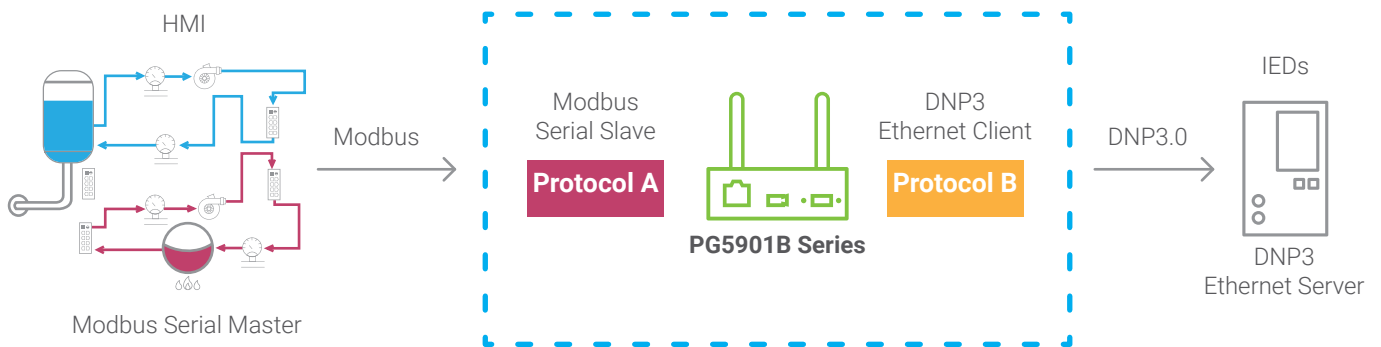 HMI
Modbus Serial Master
Modbus
Modbus
Serial Slave
Protocol A
PG5901B Series
DNP3
Ethernet Client
Protocol B
DNP3.0
IEDs
DNP3
Ethernet Server